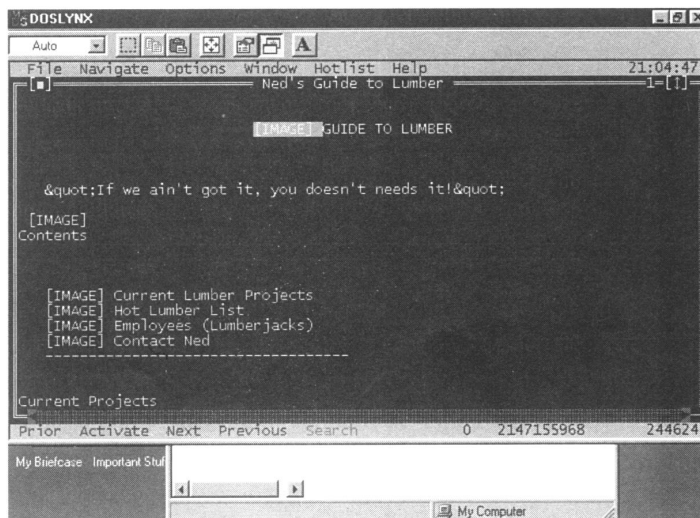 DOSLYNX
Auto
A
File Navigate Options Window Hotlist Help 21:04:47
Ned's Guide to Lumber 1=[↑]
[IMAGE] GUIDE TO LUMBER
&quot;If we ain't got it, you doesn't needs it!&quot;
[IMAGE]
Contents
[IMAGE] Current Lumber Projects
[IMAGE] Hot Lumber List
[IMAGE] Employees (Lumberjacks)
[IMAGE] Contact Ned
-----------------------------------
Current Projects
Prior Activate Next Previous Search 0 2147155968 244624
My Briefcase Important Stuf
My Computer